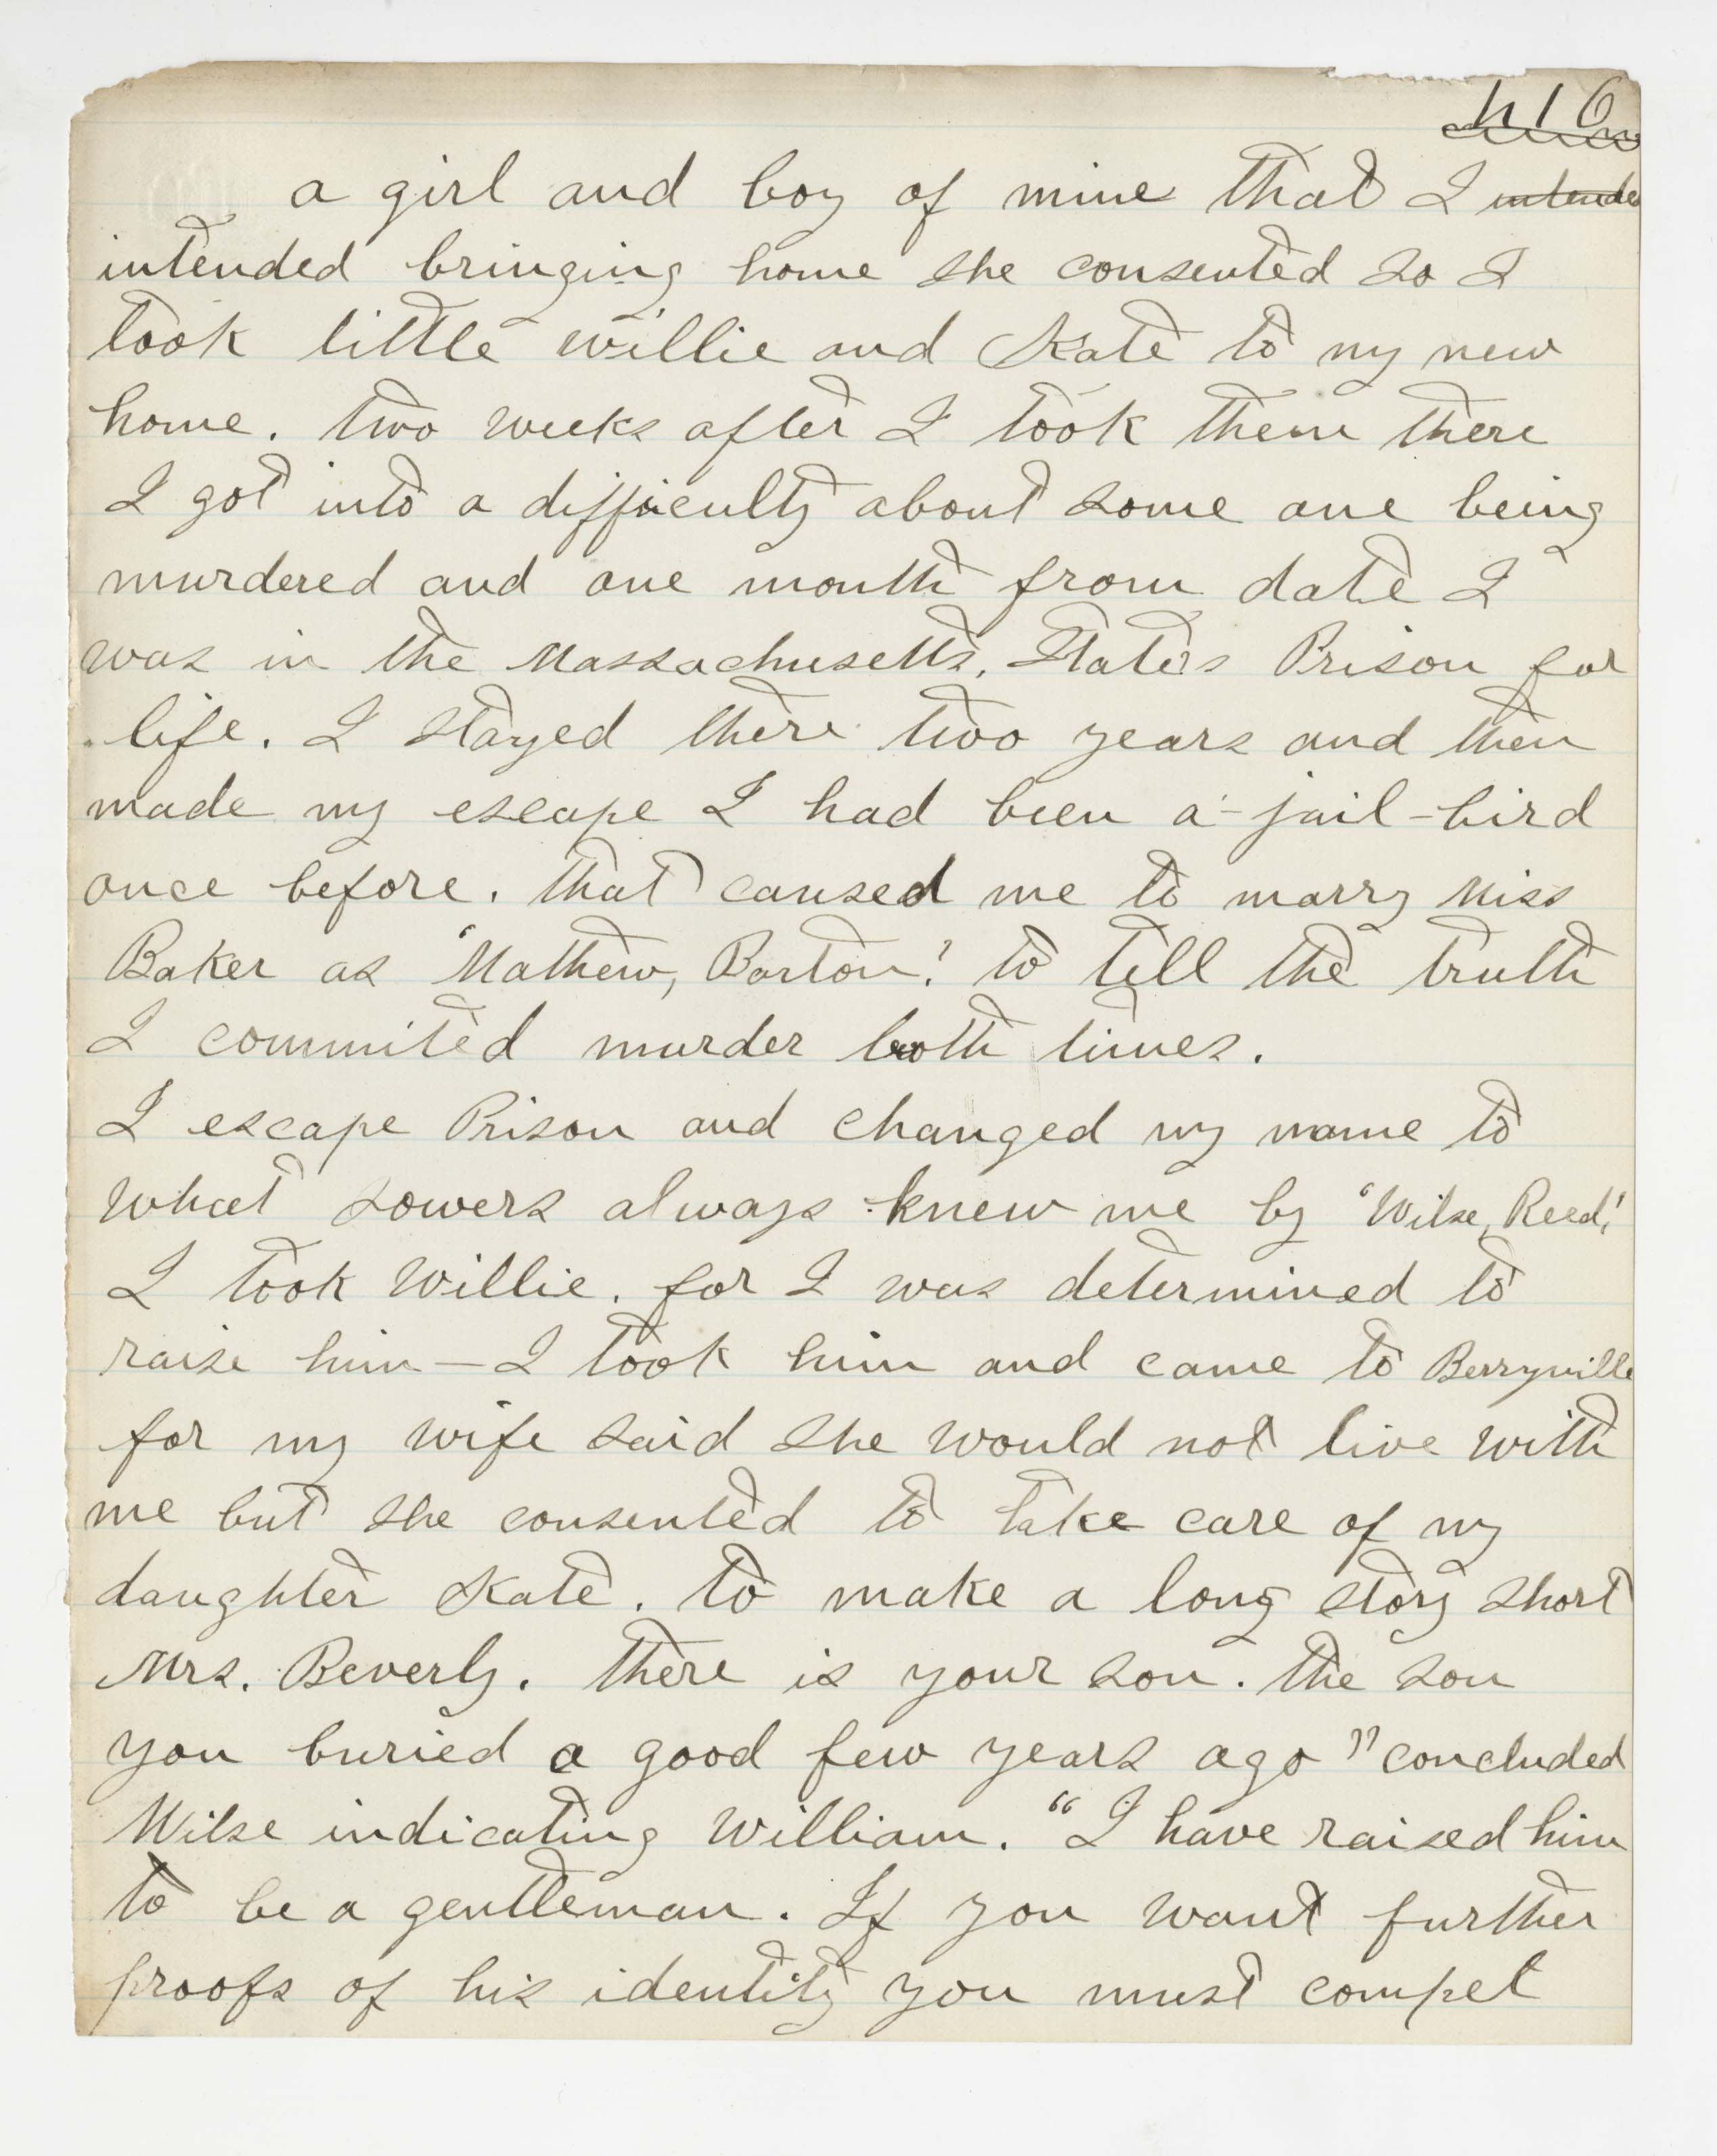 416
a girl and boy of mine that I intende
intended bringing home she consented so I
took little willie and Kate to my new
home. two weeks after I took them there
I got into a difficulty about some one being
murdered and one month from date I
was in the Massachusetts, States Prison for
life. I stayed there two years and then
made my escape I had been a-jail-bird
once before. that caused me to marry Miss
Baker as 'Mathew, Barton.' to tell the truth
I commited murder both times.
I escape Prison and changed my name to
what sowers always knew me by 'Wilse, Reed,'
I took Willie. for I was determined to
raise him—I took him and came to Berryville
for my wife said she would not live with
me but she consented to take care of my
daughter Kate. to make a long story short
Mrs. Beverly. there is your son. the son
you buried a good few years ago" concluded
Wilse indicating William. "I have raised him
to be a gentleman. If you want further
proofs of his identity you must compel